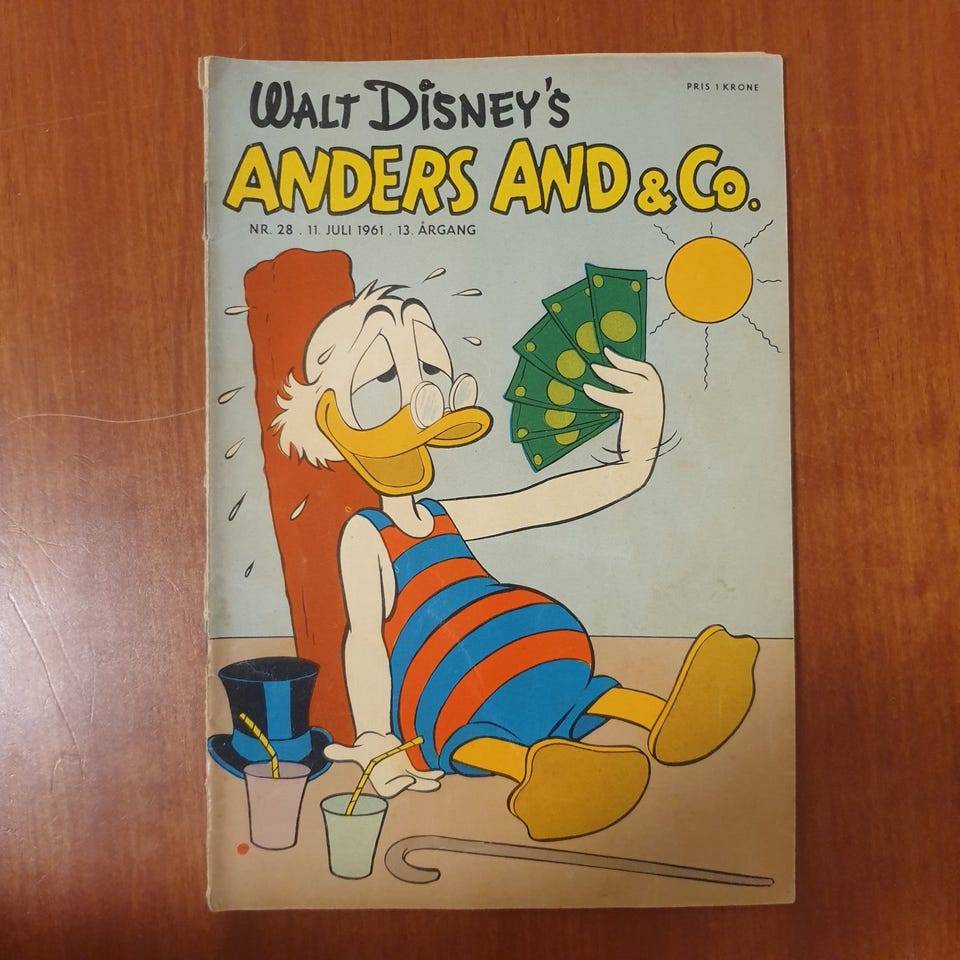 WALT DISNEY'S
PRIS 1 KRONE
ANDERS AND & CO.
NR. 28 . 11. JULI 1961 . 13. ÅRGANG